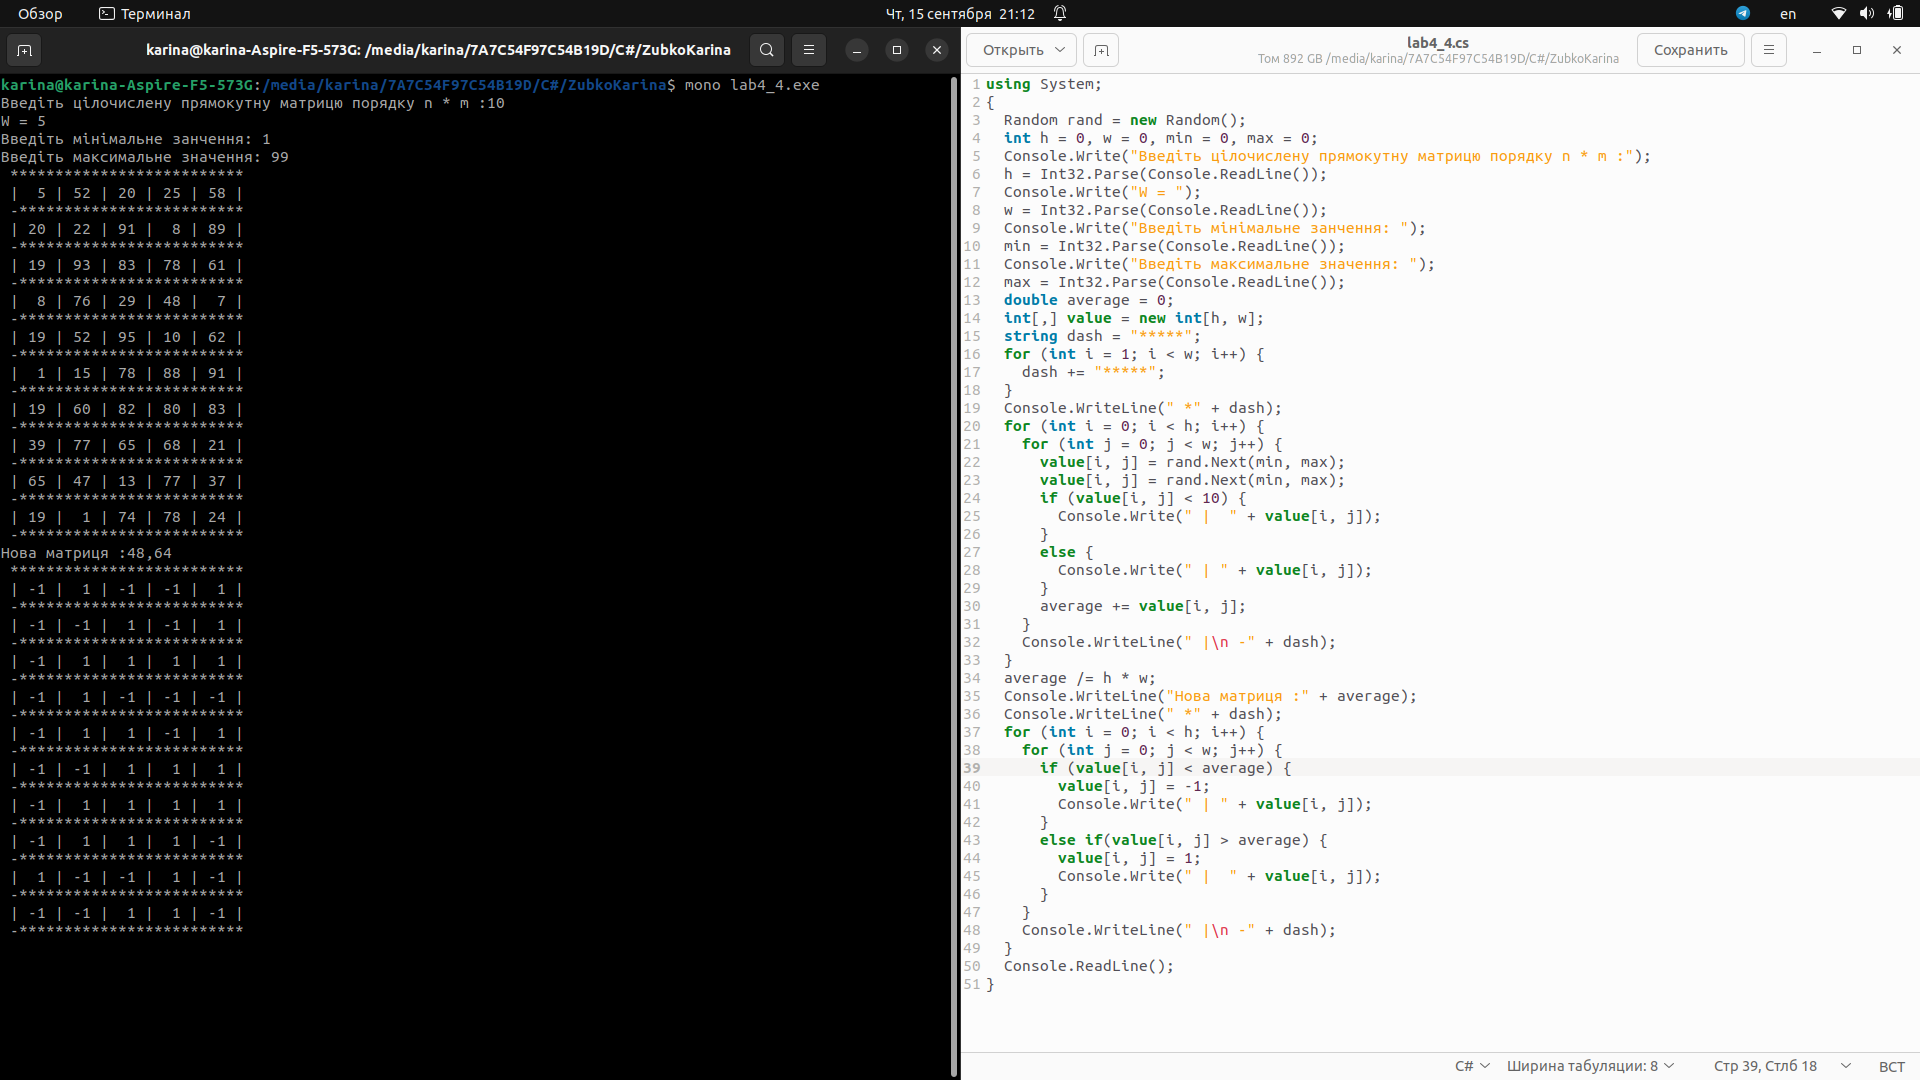 Обзор
Терминал
Чт, 15 сентября 21:12
en
karina@karina-Aspire-F5-573G: /media/karina/7A7C54F97C54B19D/C#/ZubkoKarina
karina@karina-Aspire-F5-573G:/media/karina/7A7C54F97C54B19D/C#/ZubkoKarina$ mono lab4_4.exe
Введіть цілочислену прямокутну матрицю порядку n * m :10
W = 5
Введіть мінімальне занчення: 1
Введіть максимальне значення: 99
**************************
|  5 | 52 | 20 | 25 | 58 |
-*************************
| 20 | 22 | 91 |  8 | 89 |
-*************************
| 19 | 93 | 83 | 78 | 61 |
-*************************
|  8 | 76 | 29 | 48 |  7 |
-*************************
| 19 | 52 | 95 | 10 | 62 |
-*************************
|  1 | 15 | 78 | 88 | 91 |
-*************************
| 19 | 60 | 82 | 80 | 83 |
-*************************
| 39 | 77 | 65 | 68 | 21 |
-*************************
| 65 | 47 | 13 | 77 | 37 |
-*************************
| 19 |  1 | 74 | 78 | 24 |
-*************************
Нова матриця :48,64
**************************
| -1 |  1 | -1 | -1 |  1 |
-*************************
| -1 | -1 |  1 | -1 |  1 |
-*************************
| -1 |  1 |  1 |  1 |  1 |
-*************************
| -1 |  1 | -1 | -1 | -1 |
-*************************
| -1 |  1 |  1 | -1 |  1 |
-*************************
| -1 | -1 |  1 |  1 |  1 |
-*************************
| -1 |  1 |  1 |  1 |  1 |
-*************************
| -1 |  1 |  1 |  1 | -1 |
-*************************
|  1 | -1 | -1 |  1 | -1 |
-*************************
| -1 | -1 |  1 |  1 | -1 |
-*************************
Открыть
lab4_4.cs
Том 892 GB /media/karina/7A7C54F97C54B19D/C#/ZubkoKarina
Сохранить
1 using System;
2 {
3   Random rand = new Random();
4   int h = 0, w = 0, min = 0, max = 0;
5   Console.Write("Введіть цілочислену прямокутну матрицю порядку n * m :");
6   h = Int32.Parse(Console.ReadLine());
7   Console.Write("W = ");
8   w = Int32.Parse(Console.ReadLine());
9   Console.Write("Введіть мінімальне занчення: ");
10   min = Int32.Parse(Console.ReadLine());
11   Console.Write("Введіть максимальне значення: ");
12   max = Int32.Parse(Console.ReadLine());
13   double average = 0;
14   int[,] value = new int[h, w];
15   string dash = "*****";
16   for (int i = 1; i < w; i++) {
17     dash += "*****";
18   }
19   Console.WriteLine(" *" + dash);
20   for (int i = 0; i < h; i++) {
21     for (int j = 0; j < w; j++) {
22       value[i, j] = rand.Next(min, max);
23       value[i, j] = rand.Next(min, max);
24       if (value[i, j] < 10) {
25         Console.Write(" |  " + value[i, j]);
26       }
27       else {
28         Console.Write(" | " + value[i, j]);
29       }
30       average += value[i, j];
31     }
32     Console.WriteLine(" |\n -" + dash);
33   }
34   average /= h * w;
35   Console.WriteLine("Нова матриця :" + average);
36   Console.WriteLine(" *" + dash);
37   for (int i = 0; i < h; i++) {
38     for (int j = 0; j < w; j++) {
39       if (value[i, j] < average) {
40         value[i, j] = -1;
41         Console.Write(" | " + value[i, j]);
42       }
43       else if(value[i, j] > average) {
44         value[i, j] = 1;
45         Console.Write(" |  " + value[i, j]);
46       }
47     }
48     Console.WriteLine(" |\n -" + dash);
49   }
50   Console.ReadLine();
51 }
C#
Ширина табуляции: 8
Стр 39, Стлб 18
ВСТ